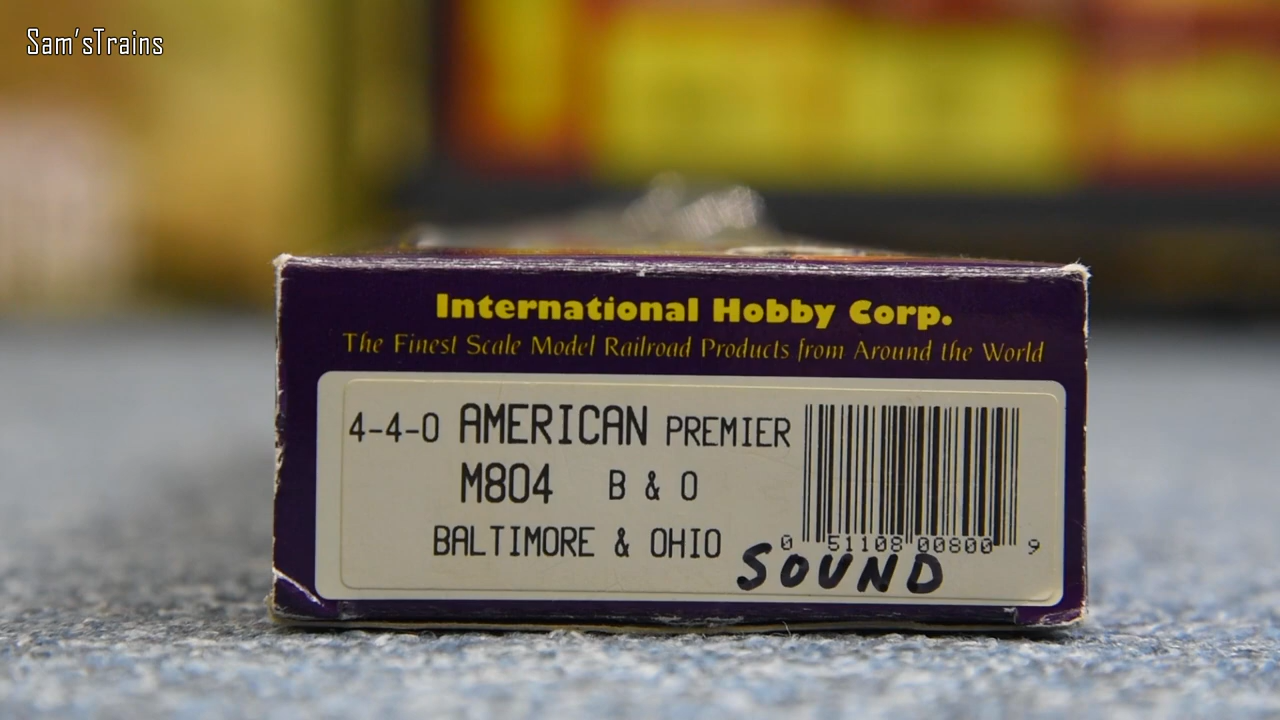 Sam'sTrains
International Hobby Corp.
The Finest Scale Model Railroad Products from Around the World
4-4-0 AMERICAN PREMIER
M804 B & O
BALTIMORE & OHIO
0 51108 00800 9
SOUND